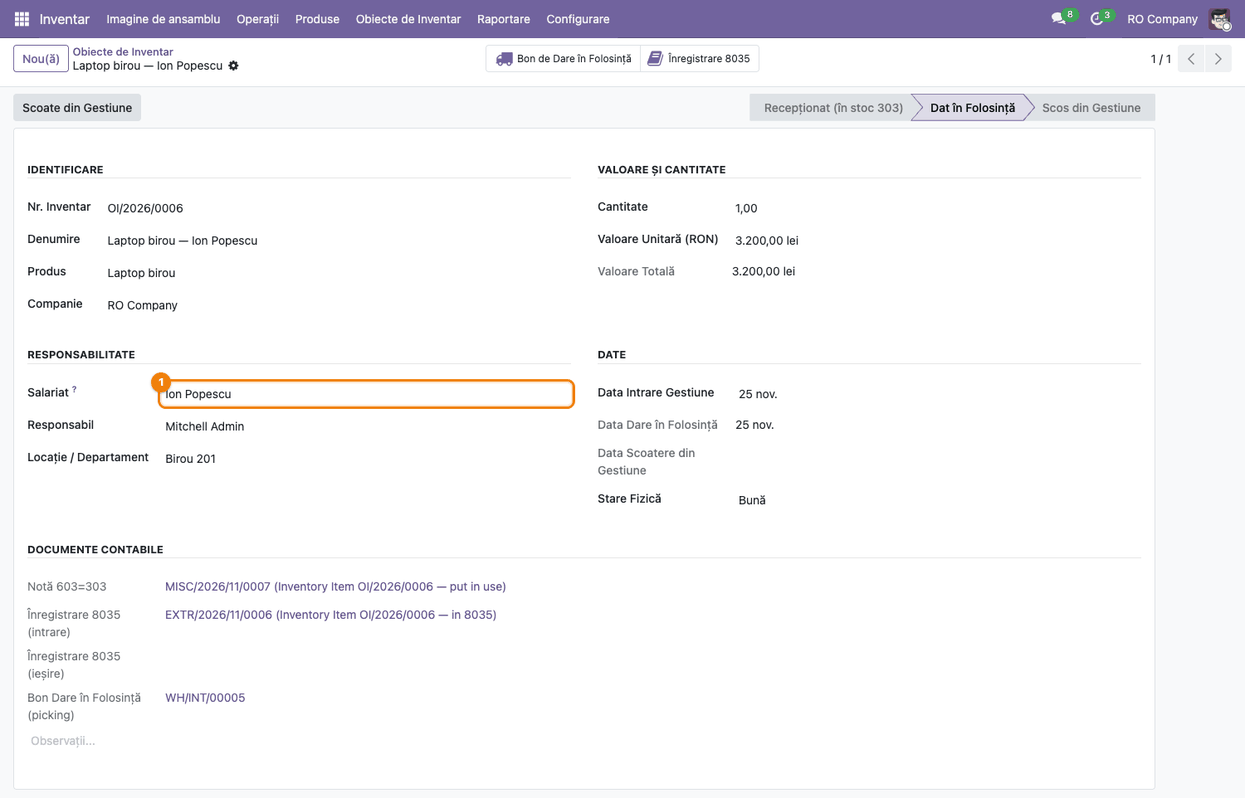 Inventar Imagine de ansamblu Operații Produse Obiecte de Inventar Raportare Configurare 8 3 RO Company
Nou(ă) Obiecte de Inventar
Laptop birou — Ion Popescu
Bon de Dare în Folosință Înregistrare 8035
1 / 1
Scoate din Gestiune
Recepționat (în stoc 303) Dat în Folosință Scos din Gestiune
IDENTIFICARE
Nr. Inventar OI/2026/0006
Denumire Laptop birou — Ion Popescu
Produs Laptop birou
Companie RO Company
VALOARE ȘI CANTITATE
Cantitate 1,00
Valoare Unitară (RON) 3.200,00 lei
Valoare Totală 3.200,00 lei
RESPONSABILITATE
1
Salariat ? Ion Popescu
Responsabil Mitchell Admin
Locație / Departament Birou 201
DATE
Data Intrare Gestiune 25 nov.
Data Dare în Folosință 25 nov.
Data Scoatere din
Gestiune
Stare Fizică Bună
DOCUMENTE CONTABILE
Notă 603=303 MISC/2026/11/0007 (Inventory Item OI/2026/0006 — put in use)
Înregistrare 8035 EXTR/2026/11/0006 (Inventory Item OI/2026/0006 — in 8035)
(intrare)
Înregistrare 8035
(ieșire)
Bon Dare în Folosință WH/INT/00005
(picking)
Observații...